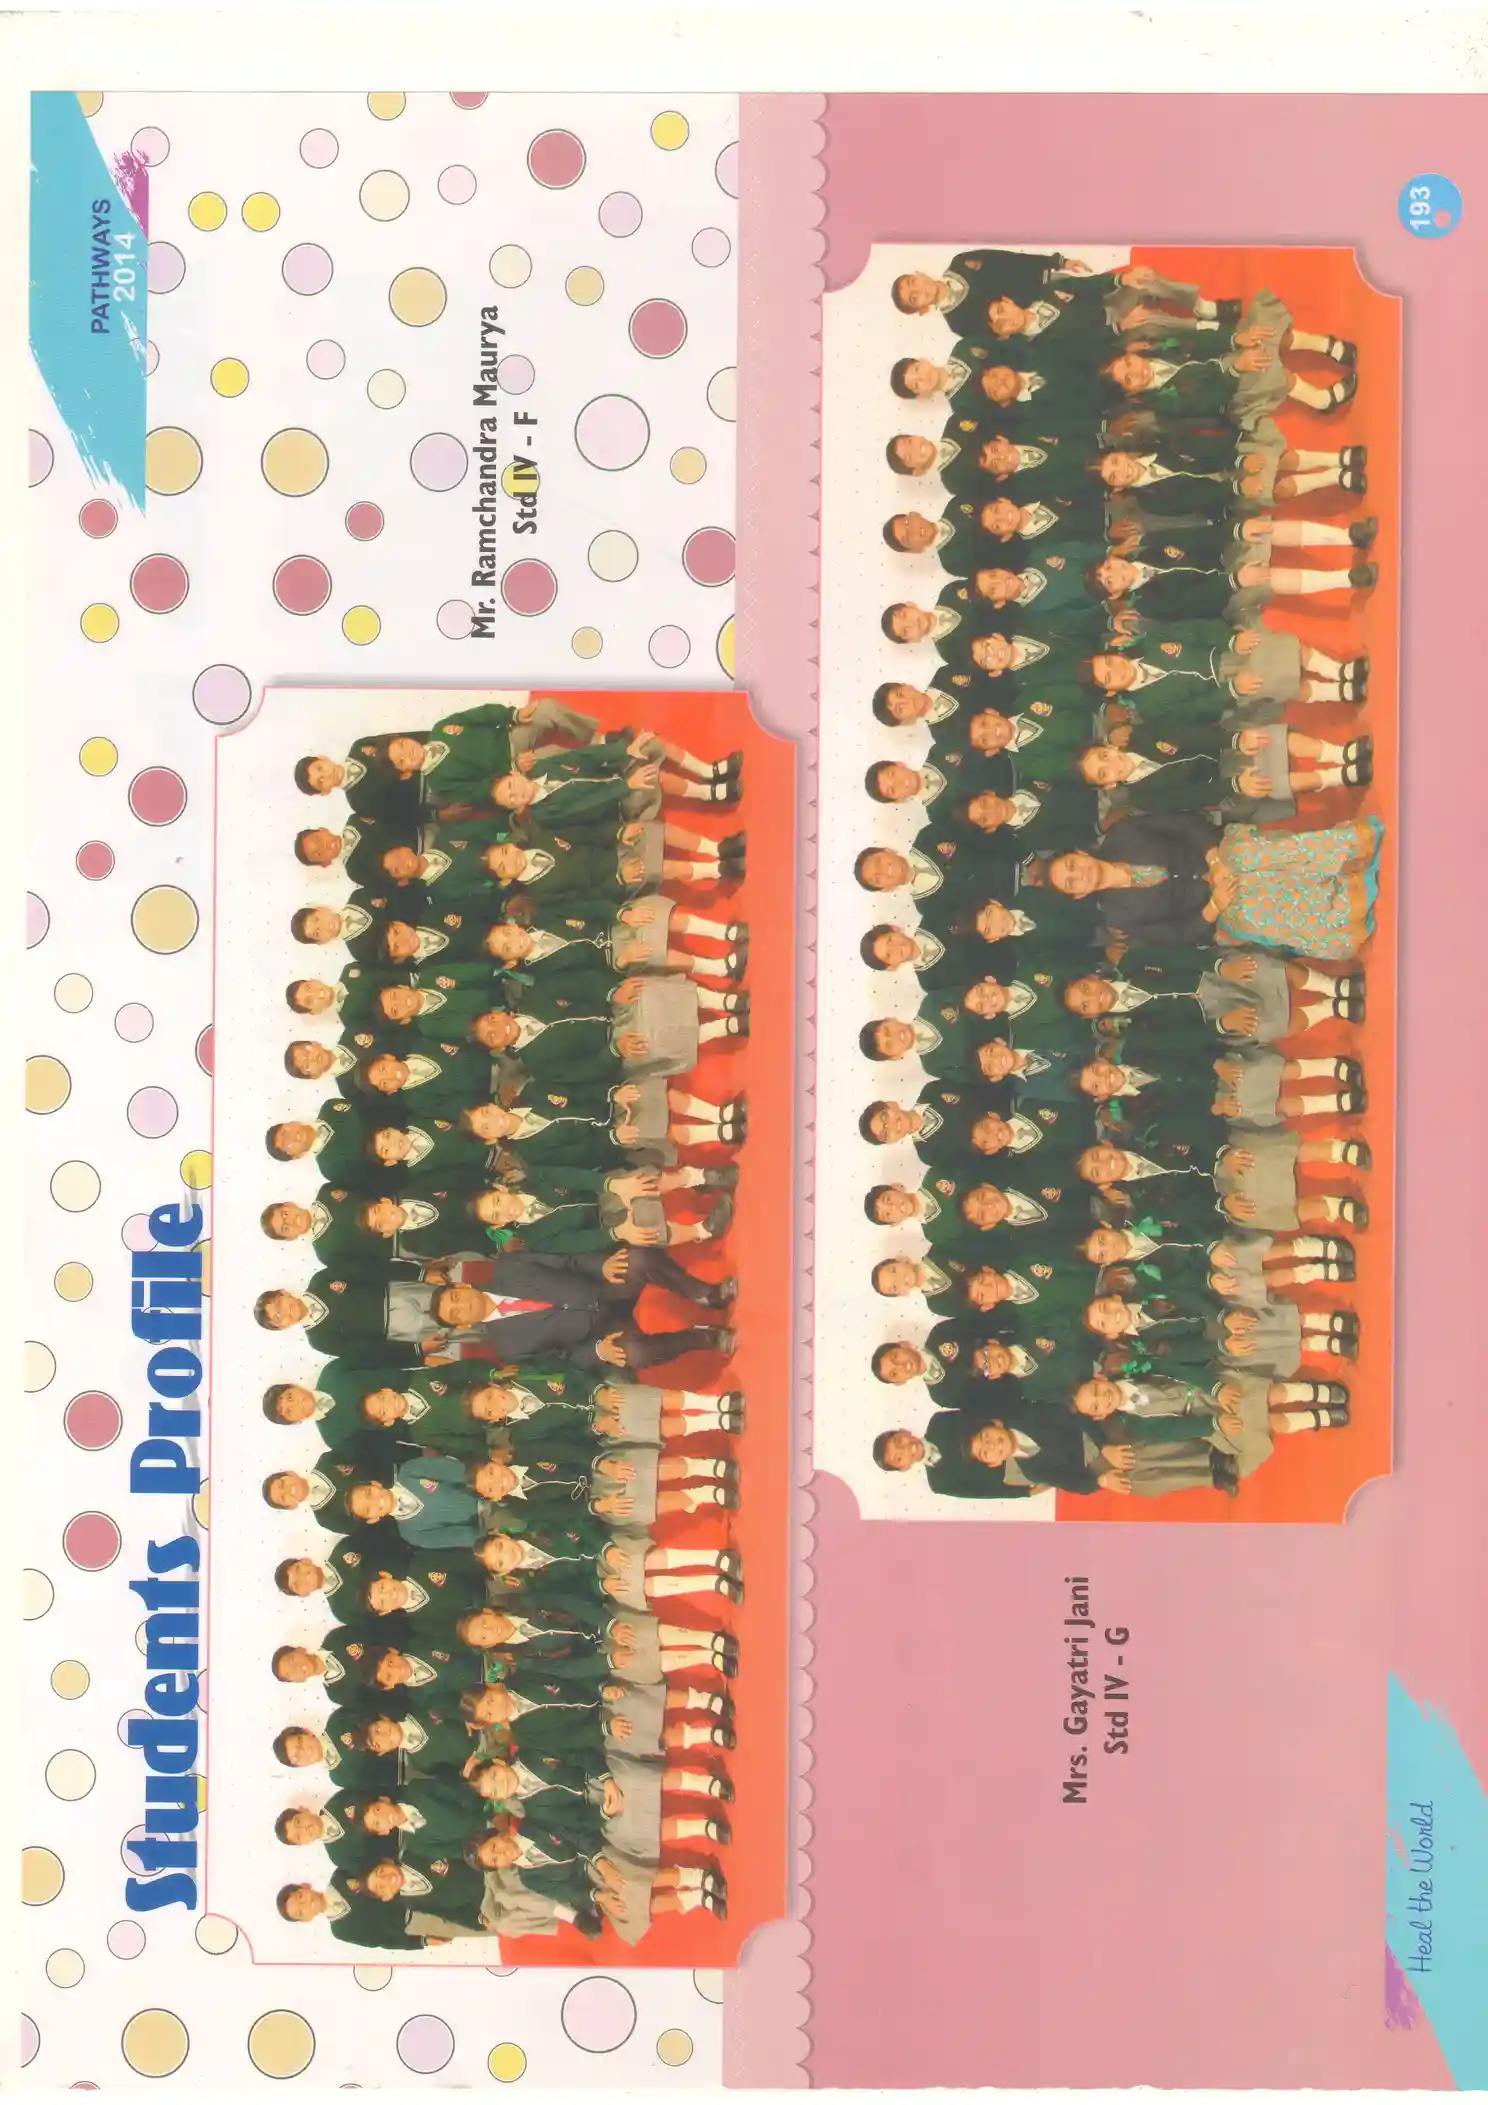 PATHWAYS
2014
Students Profile
Mr. Ramchandra Maurya
Std IV - F
Mrs. Gayatri Jani
Std IV - G
Heal the World
193